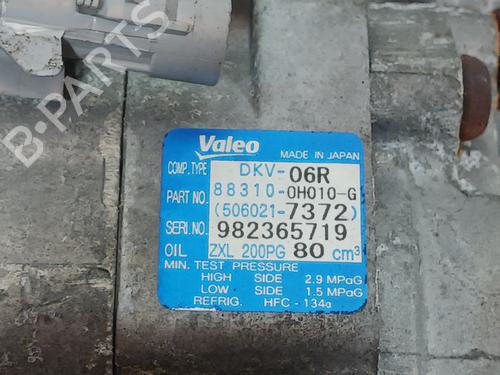 B-PARTS
Valeo MADE IN JAPAN
COMP.TYPE DKV-06R
PART NO. 88310-0H010-G
(506021-7372)
SERI.NO. 982365719
OIL ZXL 200PG 80 cm³
MIN. TEST PRESSURE
HIGH SIDE 2.9 MPaG
LOW SIDE 1.5 MPaG
REFRIG. HFC-134a